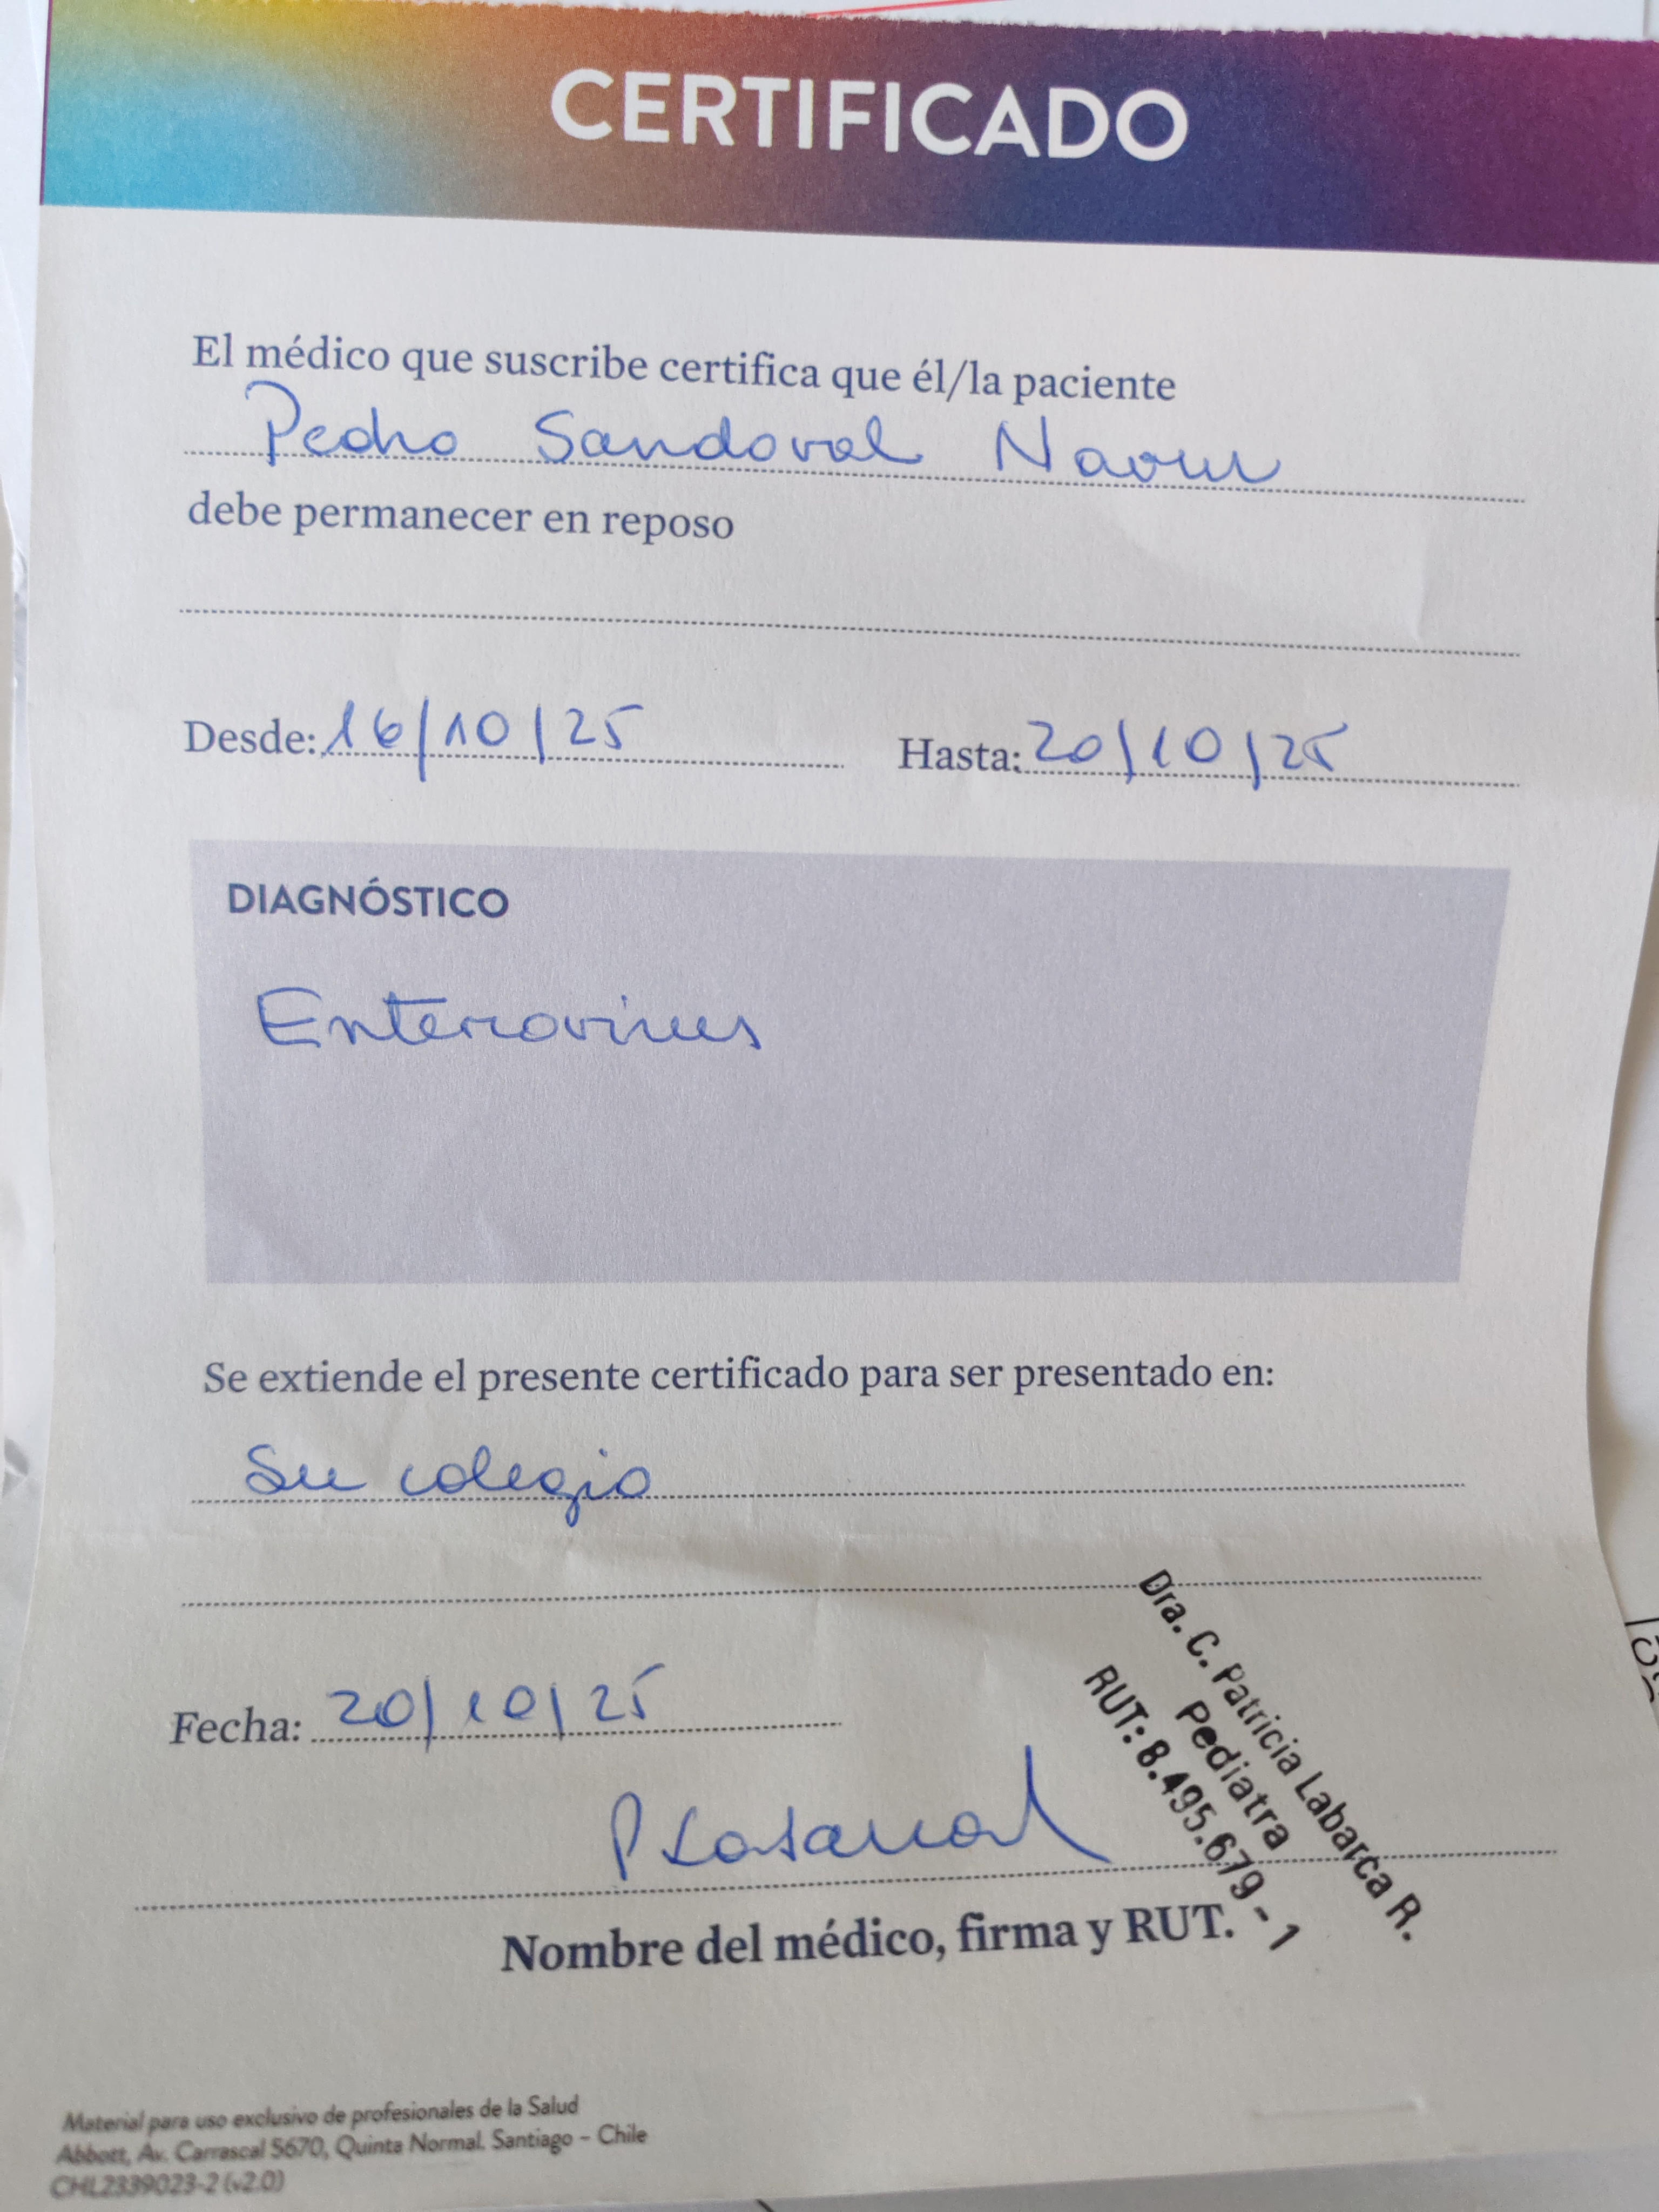 CERTIFICADO
El médico que suscribe certifica que él/la paciente
Pedro Sandoval
debe permanecer en reposo
Desde: 16/10/25 Hasta: 20/10/25
DIAGNÓSTICO
Enterovirus
Se extiende el presente certificado para ser presentado en:
Su colegio
Fecha: 20/10/25
Dra. C. Patricia Labarca R.
Pediatra
RUT: 8.495.679 - 1
Nombre del médico, firma y RUT.
Material para uso exclusivo de profesionales de la Salud
Abbott, Av. Carrascal 5670, Quinta Normal. Santiago – Chile
CHL2339023-2 (v2.0)